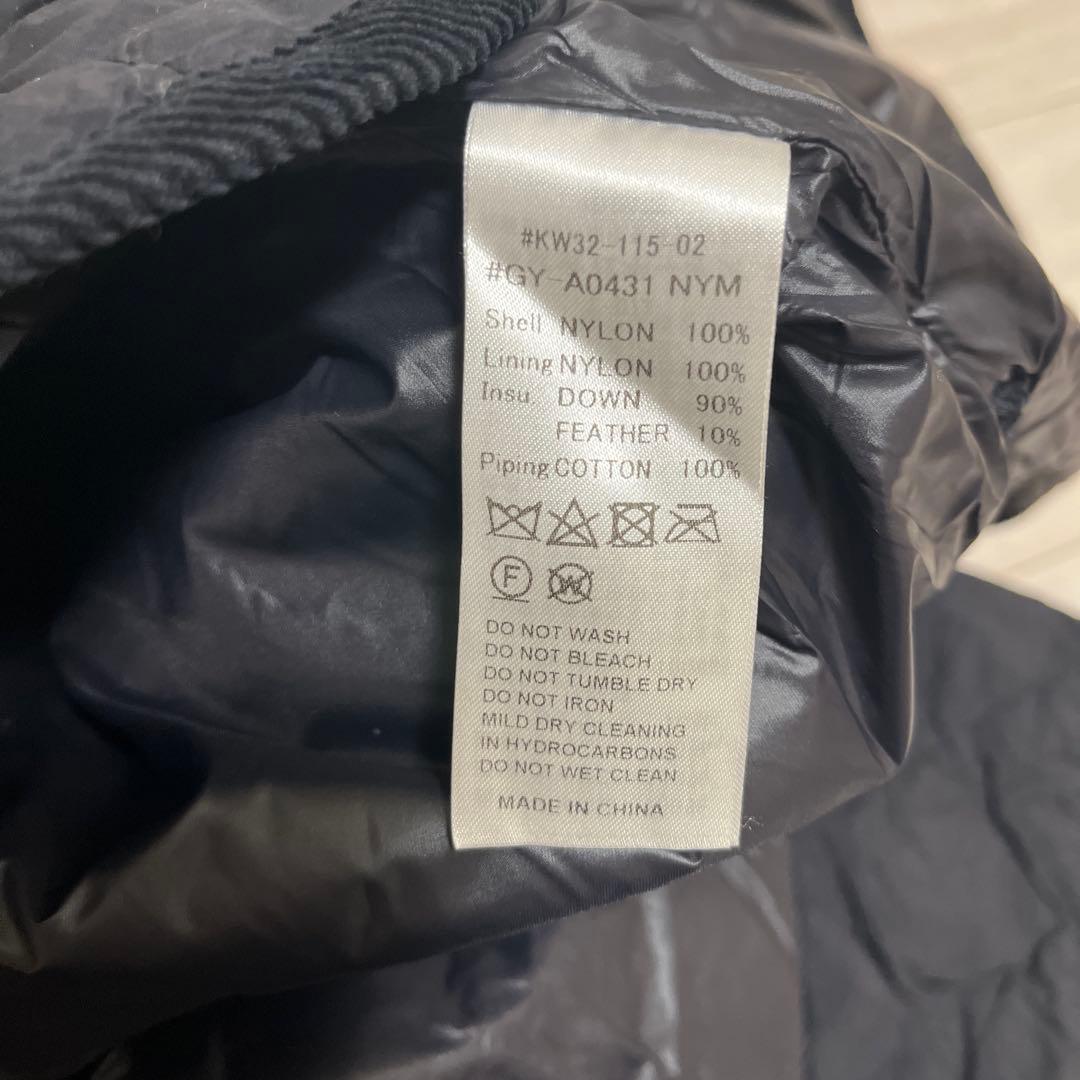 #KW32-115-02
#GY-A0431 NYM
Shell NYLON 100%
Lining NYLON 100%
Insu. DOWN 90%
FEATHER 10%
Piping COTTON 100%
F W
DO NOT WASH
DO NOT BLEACH
DO NOT TUMBLE DRY
DO NOT IRON
MILD DRY CLEANING
IN HYDROCARBONS
DO NOT WET CLEAN
MADE IN CHINA